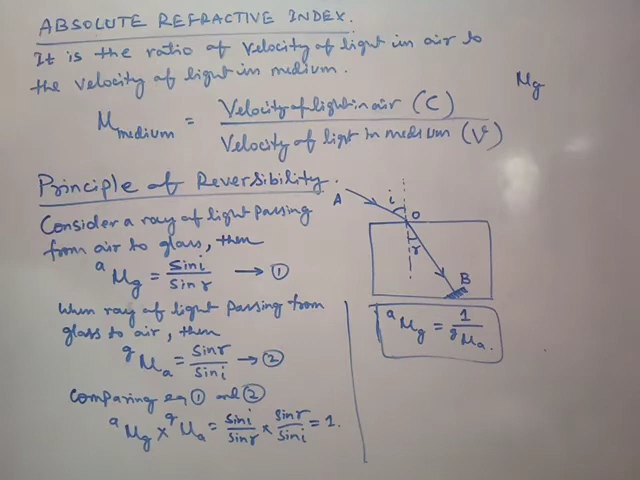 ABSOLUTE REFRACTIVE INDEX.
It is the ratio of velocity of light in air to
the velocity of light in medium.
μg
μmedium = Velocity of light in air (C) / Velocity of light in medium (V)
Principle of Reversibility.
Consider a ray of light passing
from air to glass, then
ᵃμg = sin i / sin r → ①
When ray of light passing from
glass to air, then
ᵍμa = sin r / sin i → ②
Comparing eq ① and ②
ᵃμg × ᵍμa = sin i / sin r × sin r / sin i = 1.
A
i
O
r
B
ᵃμg = 1 / ᵍμa.